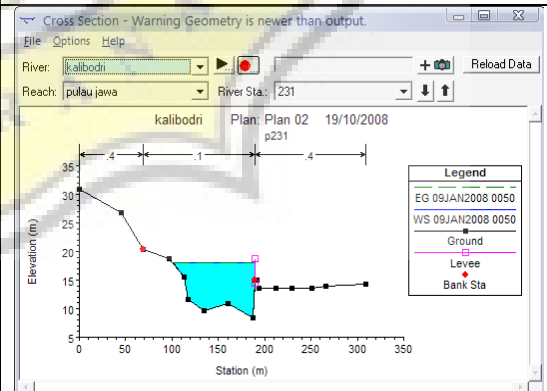 Cross Section - Warning Geometry is newer than output.
File Options Help
River: kalibodri Reload Data
Reach: pulau jawa River Sta.: 231
kalibodri Plan: Plan 02 19/10/2008
p231
.4 .1 .4
35
30
25
20
15
10
5
Elevation (m)
0 50 100 150 200 250 300 350
Station (m)
Legend
EG 09JAN2008 0050
WS 09JAN2008 0050
Ground
Levee
Bank Sta